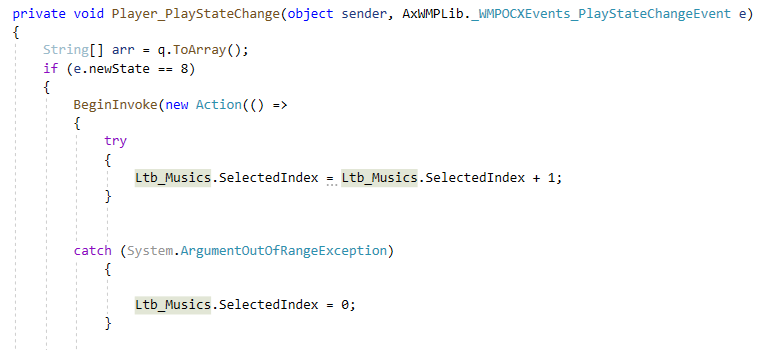 private void Player_PlayStateChange(object sender, AxWMPLib._WMPOCXEvents_PlayStateChangeEvent e)
{
String[] arr = q.ToArray();
if (e.newState == 8)
{
BeginInvoke(new Action(() =>
{
try
{
Ltb_Musics.SelectedIndex = Ltb_Musics.SelectedIndex + 1;
}
catch (System.ArgumentOutOfRangeException)
{
Ltb_Musics.SelectedIndex = 0;
}